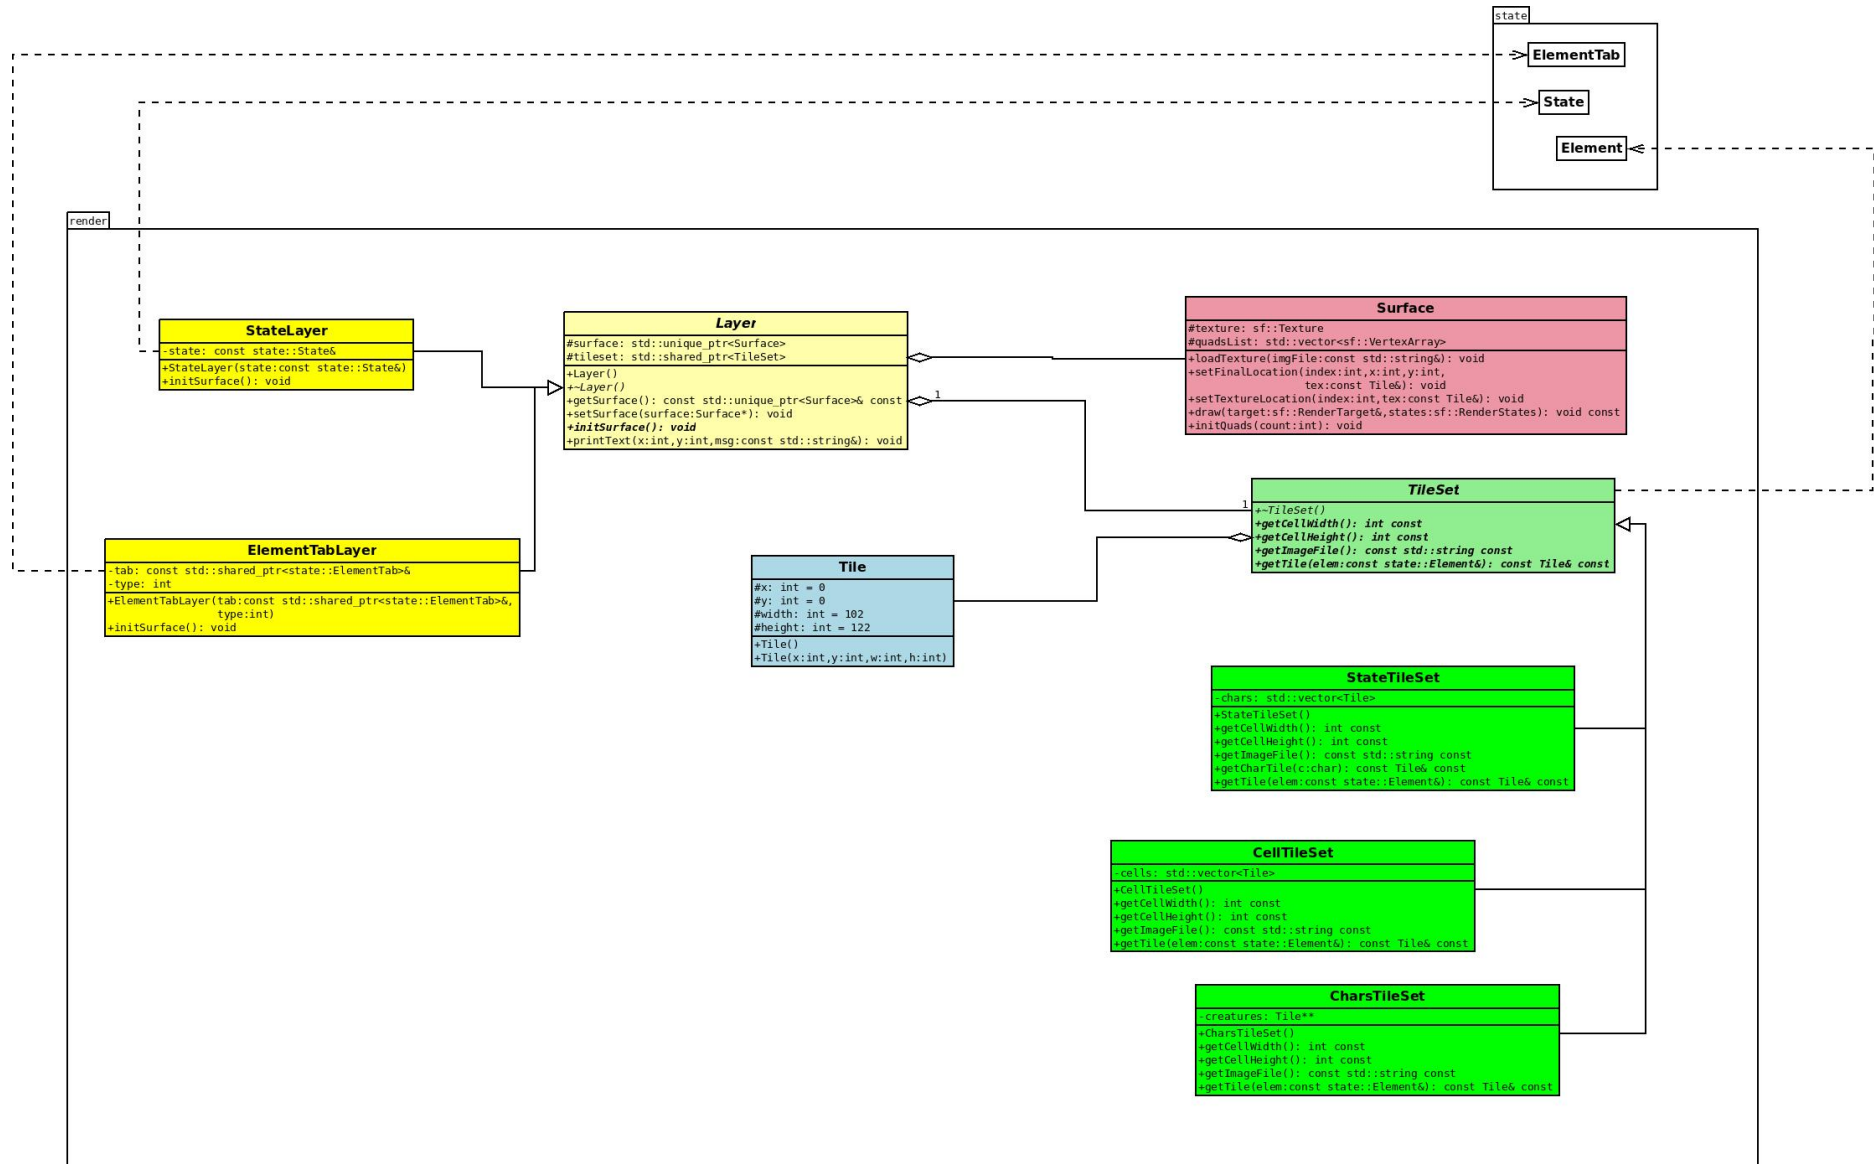 state
ElementTab
State
Element
render
StateLayer
-state: const state::State&
+StateLayer(state:const state::State&)
+initSurface(): void
Layer
#surface: std::unique_ptr<Surface>
#tileset: std::shared_ptr<TileSet>
+Layer()
+~Layer()
+getSurface(): const std::unique_ptr<Surface>& const
+setSurface(surface:Surface*): void
+initSurface(): void
+printText(x:int,y:int,msg:const std::string&): void
1
Surface
#texture: sf::Texture
#quadsList: std::vector<sf::VertexArray>
+loadTexture(imgFile:const std::string&): void
+setFinalLocation(index:int,x:int,y:int,
tex:const Tile&): void
+setTextureLocation(index:int,tex:const Tile&): void
+draw(target:sf::RenderTarget&,states:sf::RenderStates): void const
+initQuads(count:int): void
1
TileSet
+~TileSet()
+getCellWidth(): int const
+getCellHeight(): int const
+getImageFile(): const std::string const
+getTile(elem:const state::Element&): const Tile& const
ElementTabLayer
-tab: const std::shared_ptr<state::ElementTab>&
-type: int
+ElementTabLayer(tab:const std::shared_ptr<state::ElementTab>&,
type:int)
+initSurface(): void
Tile
#x: int = 0
#y: int = 0
#width: int = 102
#height: int = 122
+Tile()
+Tile(x:int,y:int,w:int,h:int)
StateTileSet
-chars: std::vector<Tile>
+StateTileSet()
+getCellWidth(): int const
+getCellHeight(): int const
+getImageFile(): const std::string const
+getCharTile(c:char): const Tile& const
+getTile(elem:const state::Element&): const Tile& const
CellTileSet
-cells: std::vector<Tile>
+CellTileSet()
+getCellWidth(): int const
+getCellHeight(): int const
+getImageFile(): const std::string const
+getTile(elem:const state::Element&): const Tile& const
CharsTileSet
-creatures: Tile**
+CharsTileSet()
+getCellWidth(): int const
+getCellHeight(): int const
+getImageFile(): const std::string const
+getTile(elem:const state::Element&): const Tile& const